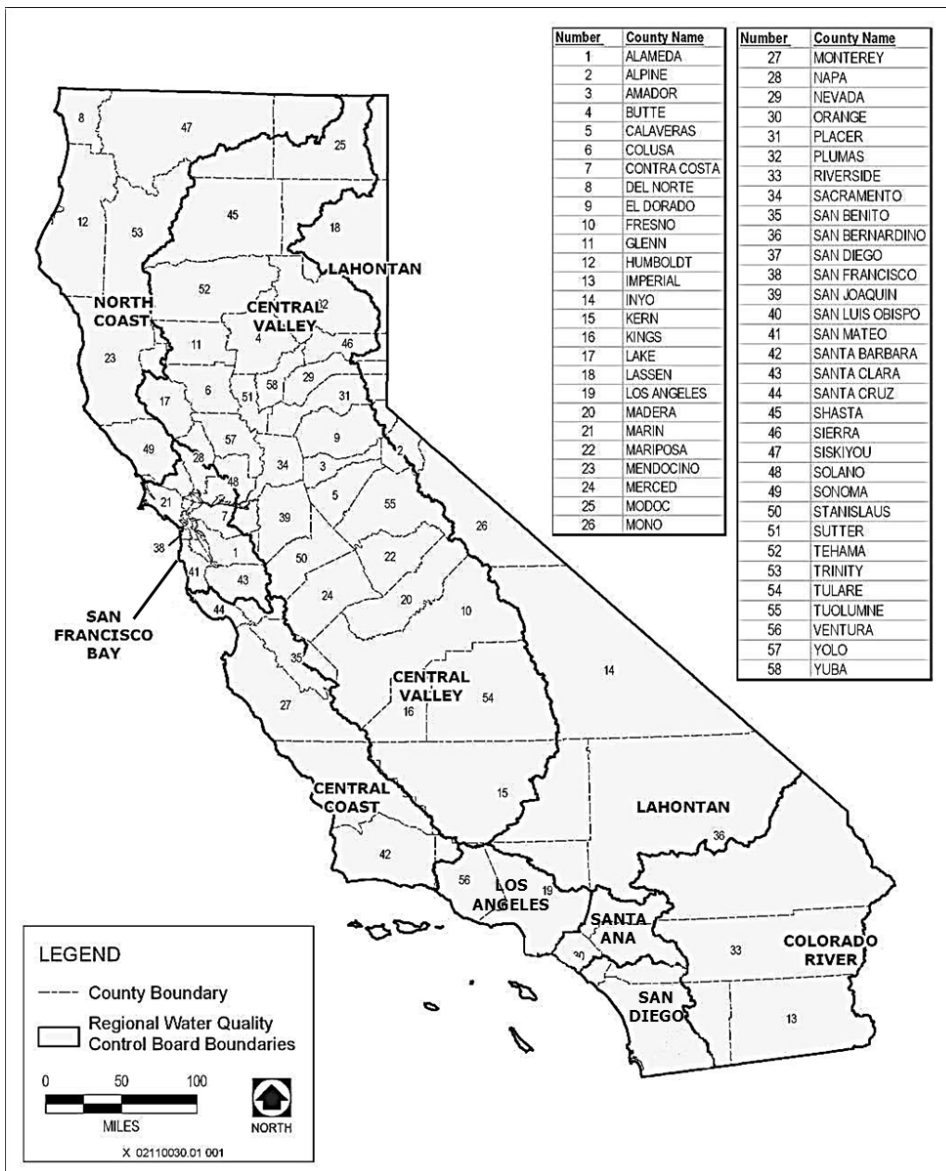 Number County Name
1 ALAMEDA
2 ALPINE
3 AMADOR
4 BUTTE
5 CALAVERAS
6 COLUSA
7 CONTRA COSTA
8 DEL NORTE
9 EL DORADO
10 FRESNO
11 GLENN
12 HUMBOLDT
13 IMPERIAL
14 INYO
15 KERN
16 KINGS
17 LAKE
18 LASSEN
19 LOS ANGELES
20 MADERA
21 MARIN
22 MARIPOSA
23 MENDOCINO
24 MERCED
25 MODOC
26 MONO
Number County Name
27 MONTEREY
28 NAPA
29 NEVADA
30 ORANGE
31 PLACER
32 PLUMAS
33 RIVERSIDE
34 SACRAMENTO
35 SAN BENITO
36 SAN BERNARDINO
37 SAN DIEGO
38 SAN FRANCISCO
39 SAN JOAQUIN
40 SAN LUIS OBISPO
41 SAN MATEO
42 SANTA BARBARA
43 SANTA CLARA
44 SANTA CRUZ
45 SHASTA
46 SIERRA
47 SISKIYOU
48 SOLANO
49 SONOMA
50 STANISLAUS
51 SUTTER
52 TEHAMA
53 TRINITY
54 TULARE
55 TUOLUMNE
56 VENTURA
57 YOLO
58 YUBA
8
47
25
12
53
45
18
LAHONTAN
52
NORTH
COAST
CENTRAL
VALLEY
32
4
11
46
23
29
58
6
51
31
17
57
9
49
28
34
3
2
48
5
55
21
7
39
26
38
1
50
22
41
43
24
20
10
44
SAN
FRANCISCO
BAY
35
14
27
CENTRAL
VALLEY
54
16
CENTRAL
COAST
15
LAHONTAN
36
42
56
LOS
ANGELES
19
SANTA
ANA
30
33
COLORADO
RIVER
SAN
DIEGO
13
LEGEND
County Boundary
Regional Water Quality
Control Board Boundaries
0 50 100
MILES
NORTH
X 02110030.01 001